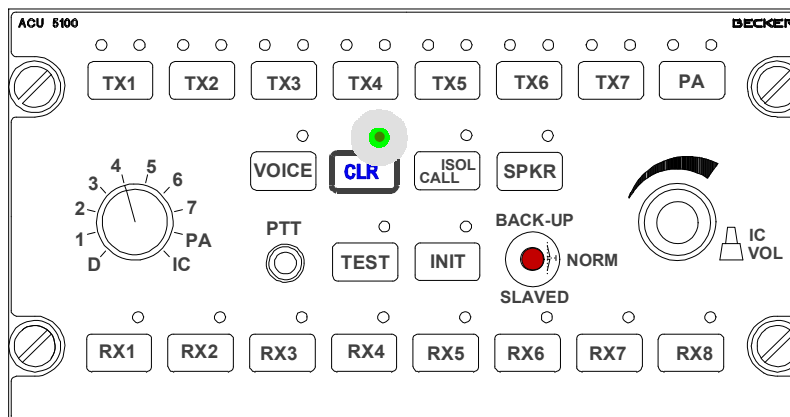 ACU 5100
BECKER
TX1 TX2 TX3 TX4 TX5 TX6 TX7 PA
VOICE CLR ISOL CALL SPKR
D 1 2 3 4 5 6 7 PA IC
PTT
TEST INIT
BACK-UP
NORM
SLAVED
IC
VOL
RX1 RX2 RX3 RX4 RX5 RX6 RX7 RX8